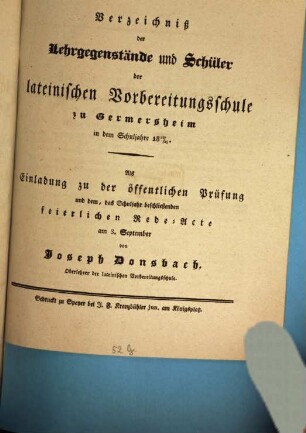 Verzeichniß
der
Lehrgegenstände und Schüler
der
lateinischen Vorbereitungsschule
zu Germersheim
in dem Schuljahre
Als
Einladung zu der öffentlichen Prüfung
und dem, das Schuljahr beschließenden
feierlichen Rede-Acte
am 5. September
von
Joseph Donsbach,
Oberlehrer der lateinischen Vorbereitungsschule.
Gedruckt zu Speyer bei J. F. Kranzbühler jun. am Königsplatz.